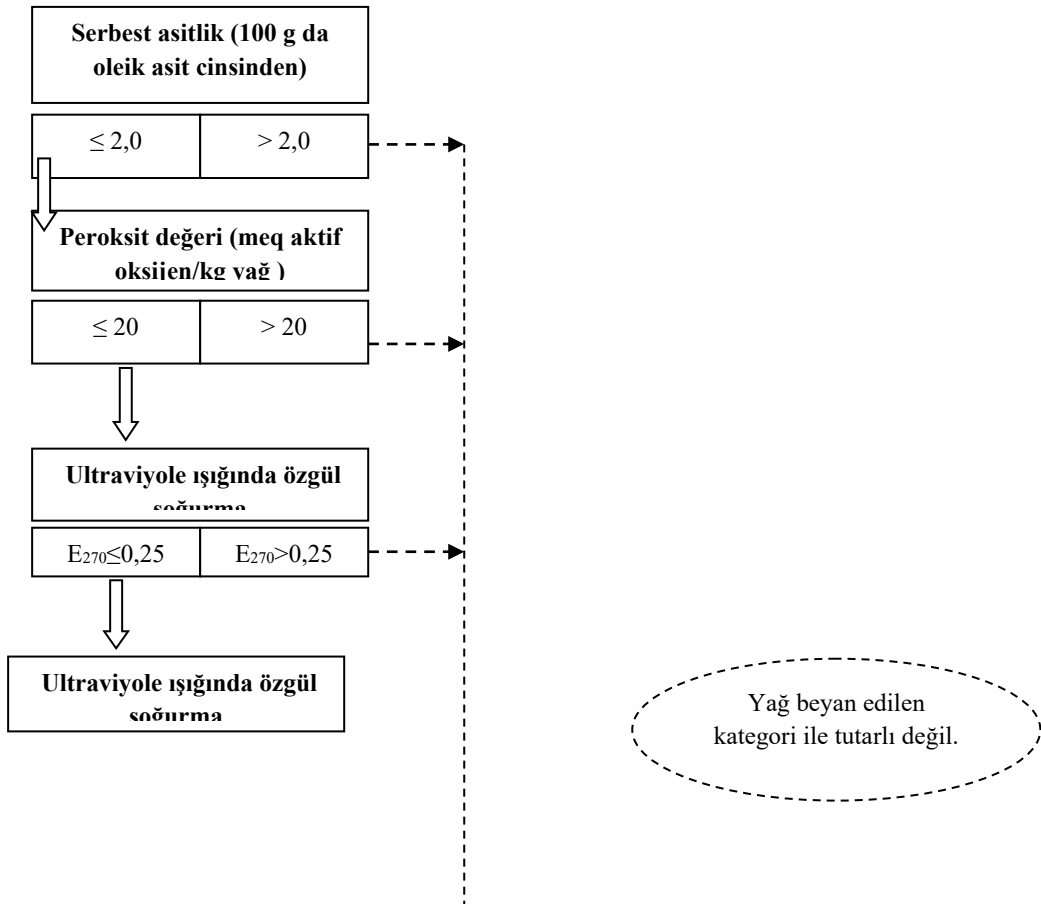 Serbest asitlik (100 g da
oleik asit cinsinden)
≤ 2,0
> 2,0
Peroksit değeri (meq aktif
oksijen/kg yağ )
≤ 20
> 20
Ultraviyole ışığında özgül
soğurma
E270≤0,25
E270>0,25
Ultraviyole ışığında özgül
soğurma
Yağ beyan edilen
kategori ile tutarlı değil.